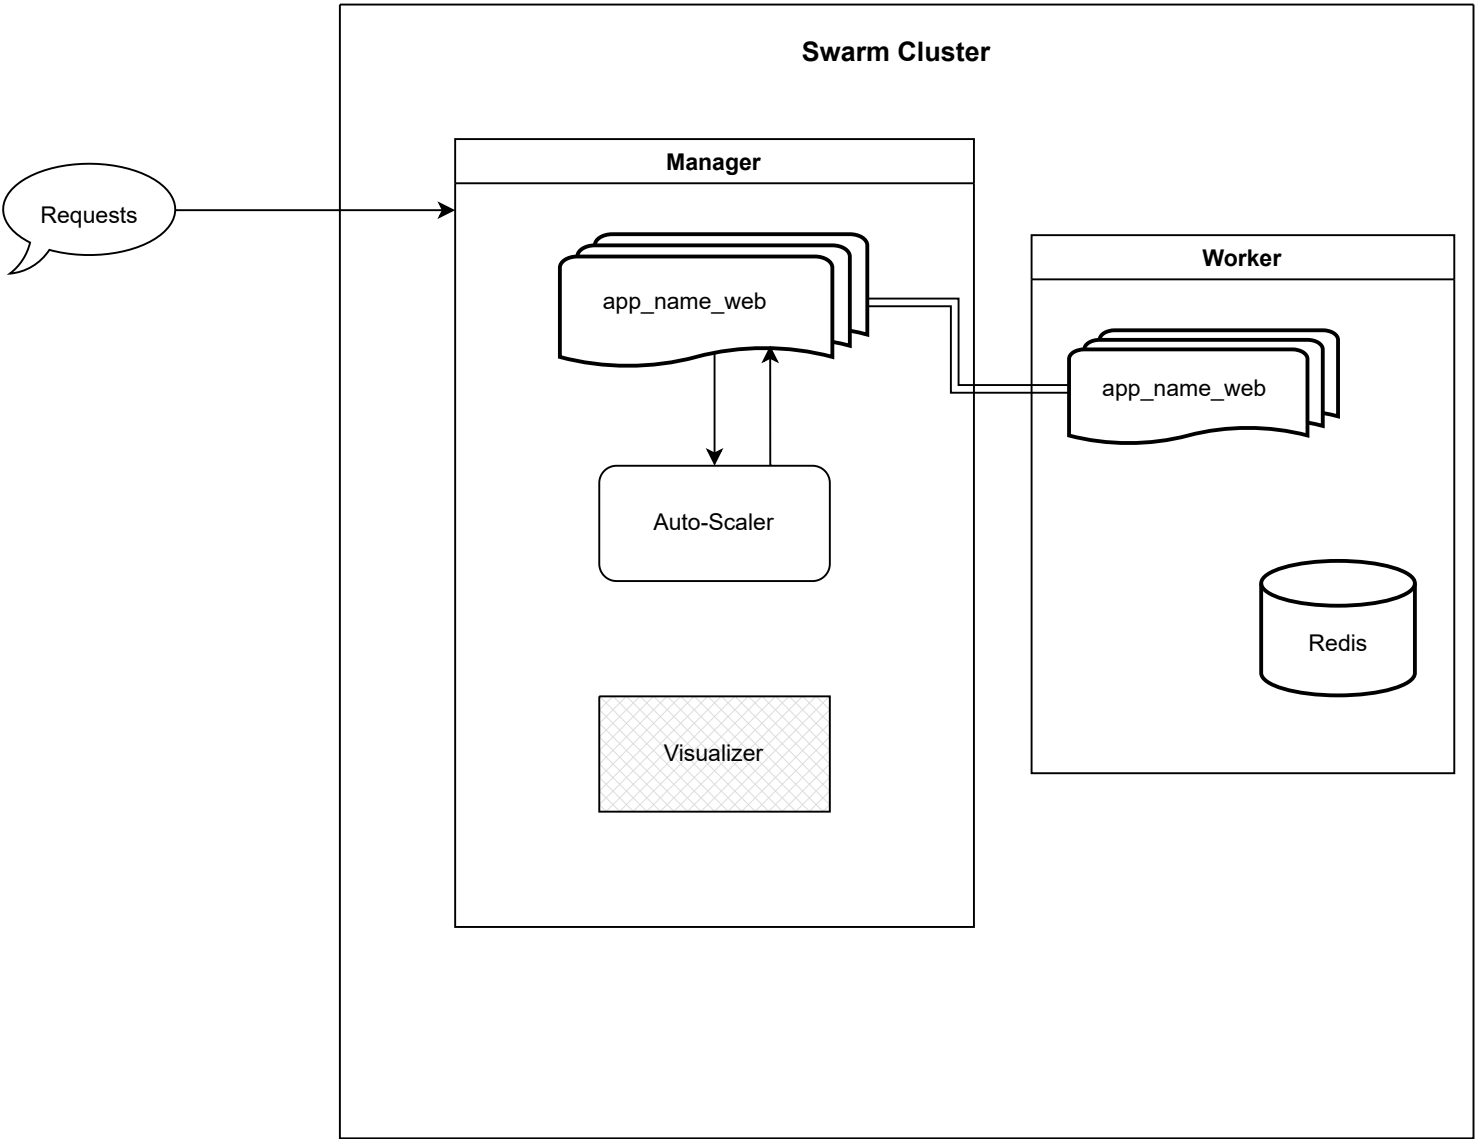 Swarm Cluster
Manager
Requests
Worker
app_name_web
app_name_web
Auto-Scaler
Redis
Visualizer